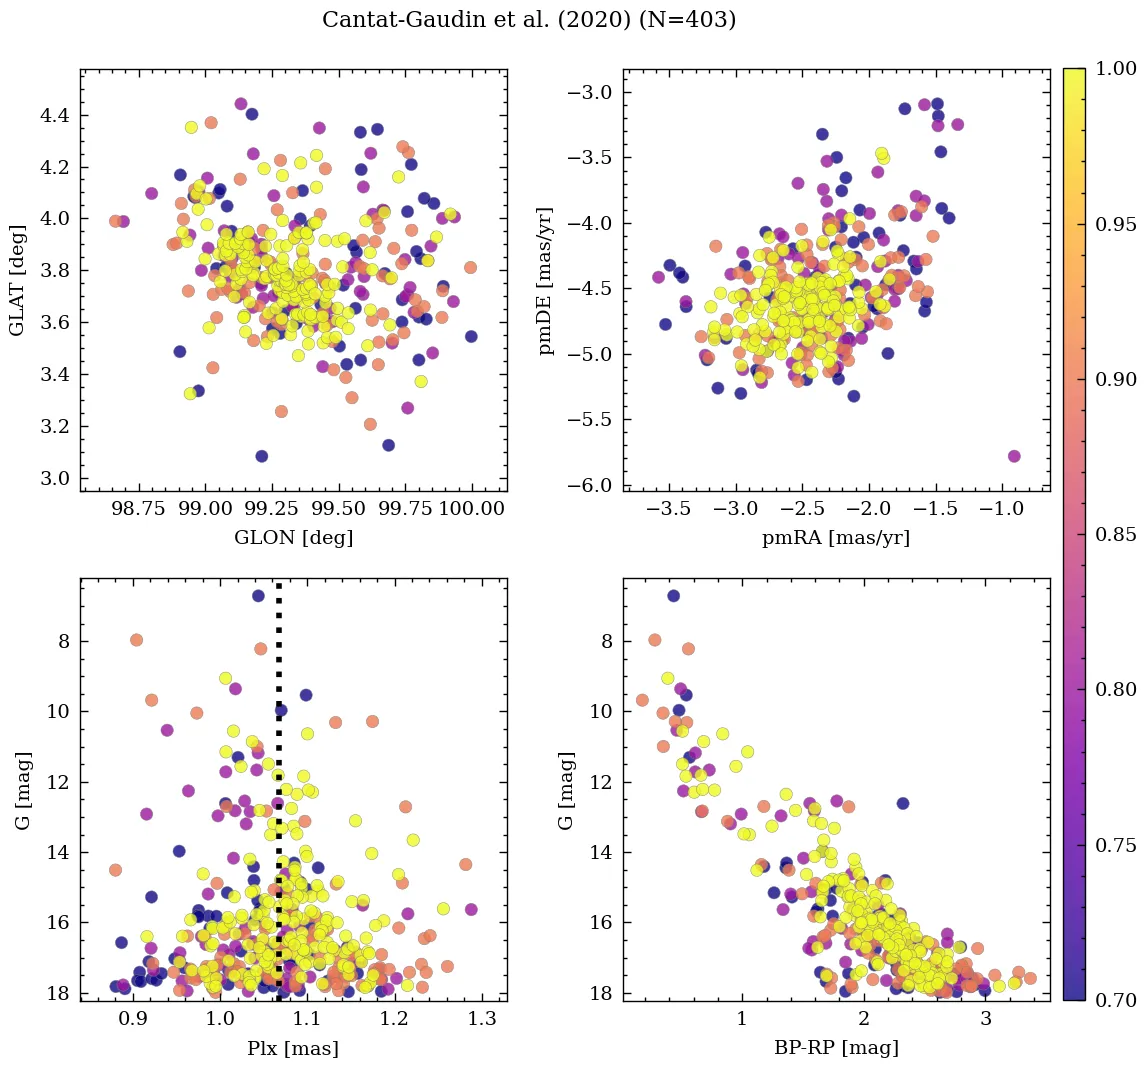 Cantat-Gaudin et al. (2020) (N=403)
4.4
4.2
4.0
3.8
3.6
3.4
3.2
3.0
GLAT [deg]
98.75 99.00 99.25 99.50 99.75 100.00
GLON [deg]
−3.0
−3.5
−4.0
−4.5
−5.0
−5.5
−6.0
pmDE [mas/yr]
−3.5 −3.0 −2.5 −2.0 −1.5 −1.0
pmRA [mas/yr]
8
10
12
14
16
18
G [mag]
0.9 1.0 1.1 1.2 1.3
Plx [mas]
8
10
12
14
16
18
G [mag]
1 2 3
BP-RP [mag]
1.00
0.95
0.90
0.85
0.80
0.75
0.70